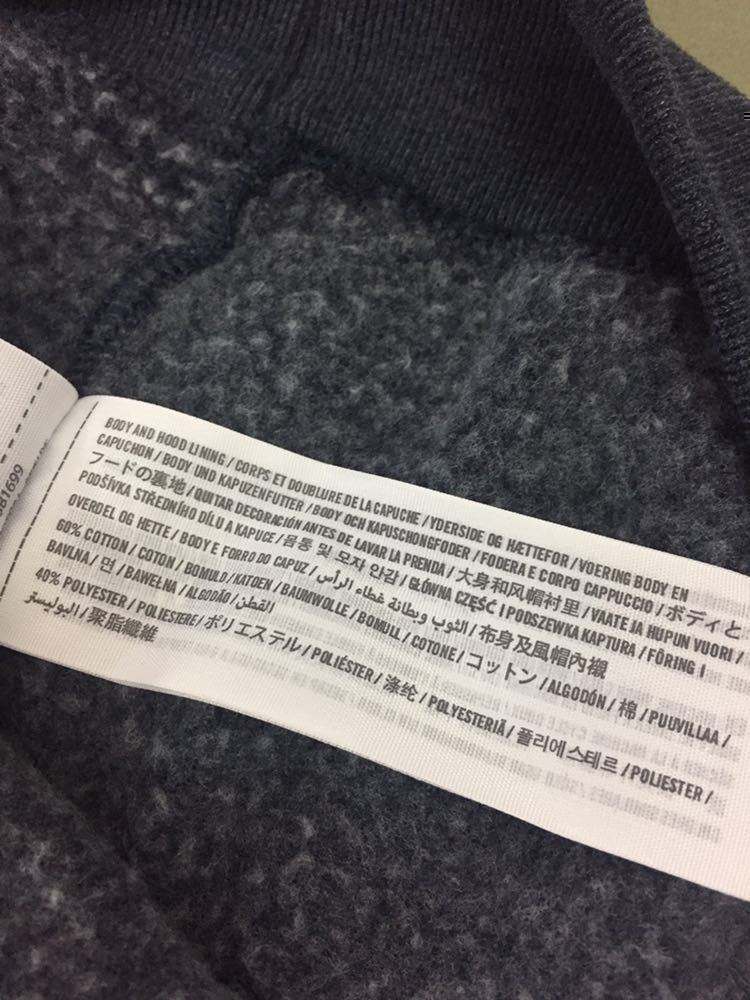 81699
BODY AND HOOD LINING / CORPS ET DOUBLURE DE LA CAPUCHE / YDERSIDE OG HÆTTEFOR / VOERING BODY EN
CAPUCHON / BODY UND KAPUZENFUTTER / BODY OCH KAPUSCHONGFODER / FODERA E CORPO CAPPUCCIO / ボディと
フードの裏地 / QUITAR DECORACIÓN ANTES DE LAVAR LA PRENDA / 大身和风帽衬里 / VAATE JA HUPUN VUORI /
PODŠÍVKA STŘEDNÍHO DÍLU A KAPUCE / 몸통 및 모자 안감 / GŁÓWNA CZĘŚĆ I PODSZEWKA KAPTURA / FÔRING I
OVERDEL OG HETTE / BODY E FORRO DO CAPUZ / الثوب وبطانة غطاء الرأس / 布身及風帽內襯
60% COTTON / COTON / BOMULD / KATOEN / BAUMWOLLE / BOMULL / COTONE / コットン / ALGODÓN / 棉 / PUUVILLAA /
BAVLNA / 면 / BAWEŁNA / ALGODÃO / القطن
40% POLYESTER / POLIESTERE / ポリエステル / POLIÉSTER / 涤纶 / POLYESTERIÄ / 폴리에스테르 / POLIESTER /
البوليستر / 聚脂纖維